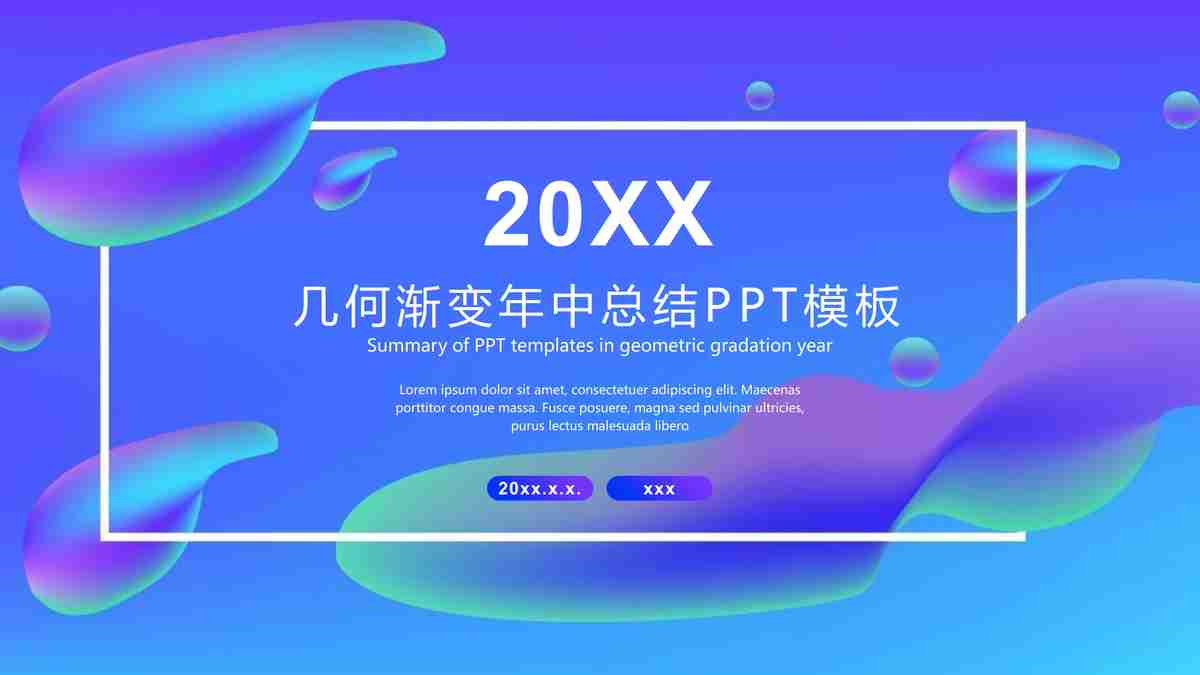 20XX
几何渐变年中总结PPT模板
Summary of PPT templates in geometric gradation year
Lorem ipsum dolor sit amet, consectetuer adipiscing elit. Maecenas
porttitor congue massa. Fusce posuere, magna sed pulvinar ultricies,
purus lectus malesuada libero
20xx.x.x. xxx